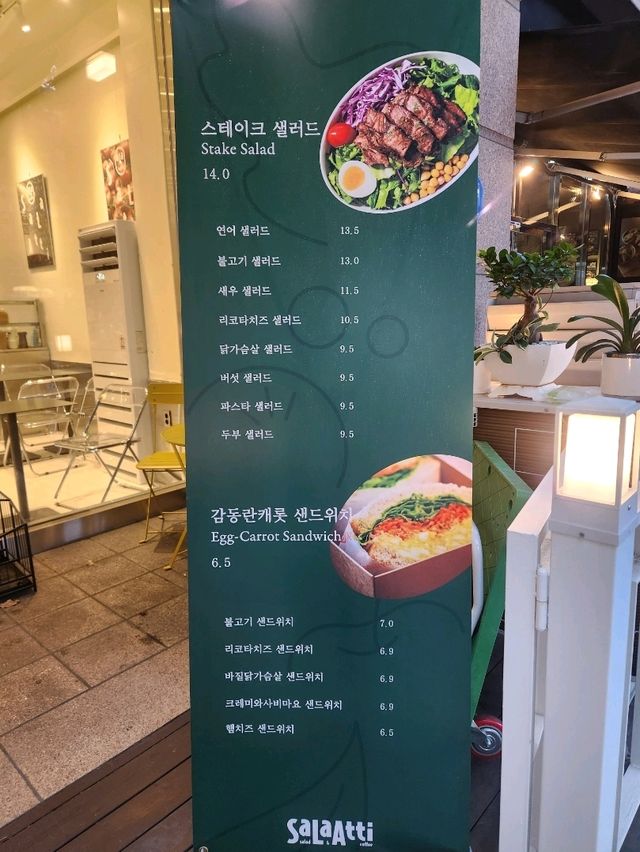 스테이크 샐러드
Stake Salad
14.0
연어 샐러드 13.5
불고기 샐러드 13.0
새우 샐러드 11.5
리코타치즈 샐러드 10.5
닭가슴살 샐러드 9.5
버섯 샐러드 9.5
파스타 샐러드 9.5
두부 샐러드 9.5
감동란캐롯 샌드위치
Egg-Carrot Sandwich
6.5
불고기 샌드위치 7.0
리코타치즈 샌드위치 6.9
바질닭가슴살 샌드위치 6.9
크레미와사비마요 샌드위치 6.9
햄치즈 샌드위치 6.5
SaLaAtti
salad & coffee